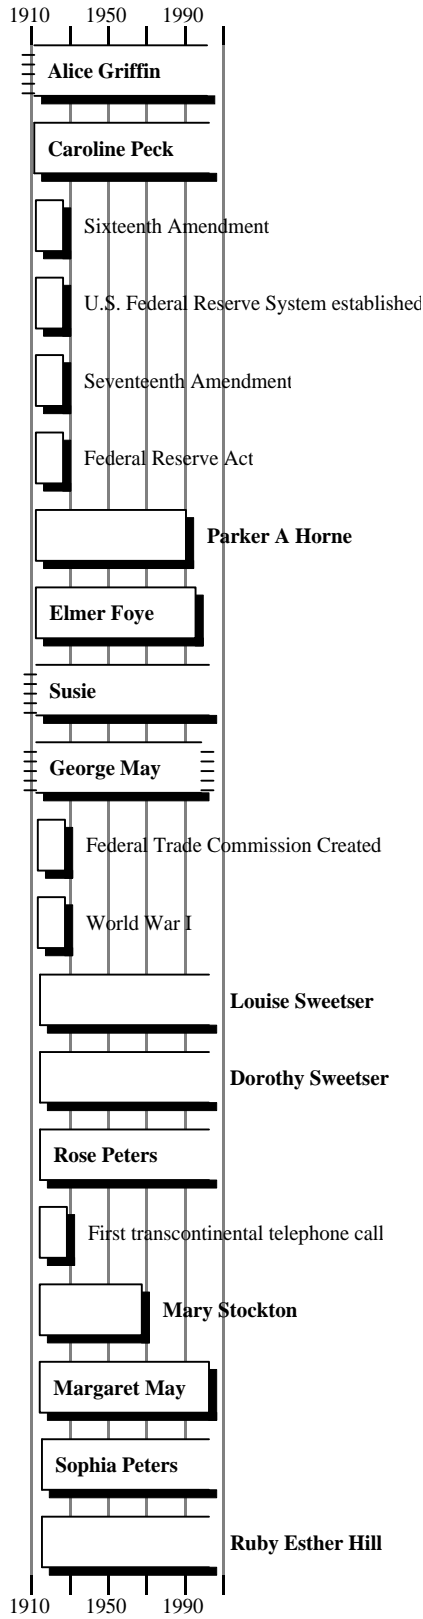 1910 1950 1990
Alice Griffin
Caroline Peck
Sixteenth Amendment
U.S. Federal Reserve System established
Seventeenth Amendment
Federal Reserve Act
Parker A Horne
Elmer Foye
Susie
George May
Federal Trade Commission Created
World War I
Louise Sweetser
Dorothy Sweetser
Rose Peters
First transcontinental telephone call
Mary Stockton
Margaret May
Sophia Peters
Ruby Esther Hill
1910 1950 1990